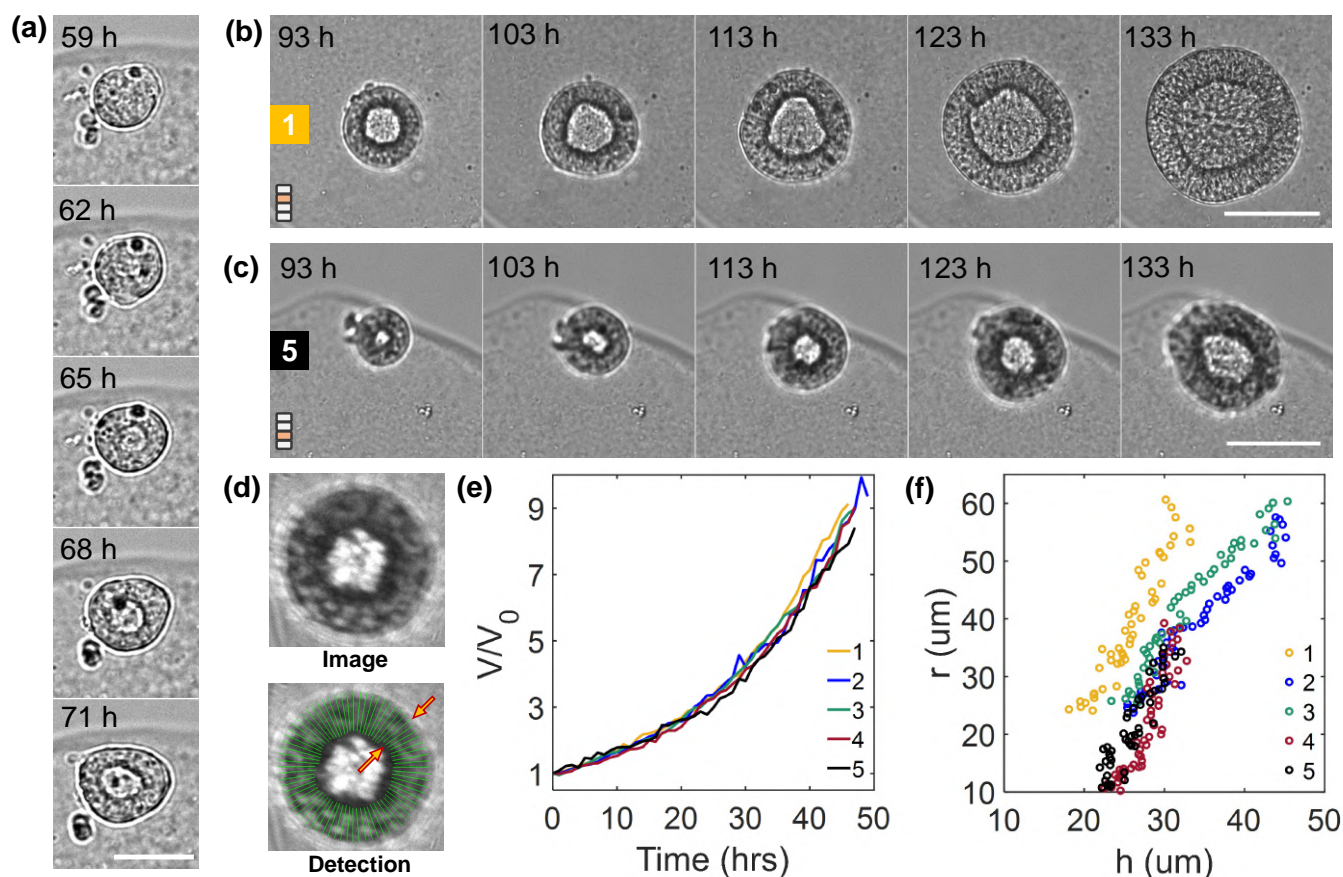 (a)
59 h
62 h
65 h
68 h
71 h
(b)
93 h 103 h 113 h 123 h 133 h
1
(c)
93 h 103 h 113 h 123 h 133 h
5
(d)
Image
Detection
(e)
V/V0
9
7
5
3
1
0 10 20 30 40 50
Time (hrs)
1
2
3
4
5
(f)
r (um)
60
50
40
30
20
10
10 20 30 40 50
h (um)
1
2
3
4
5